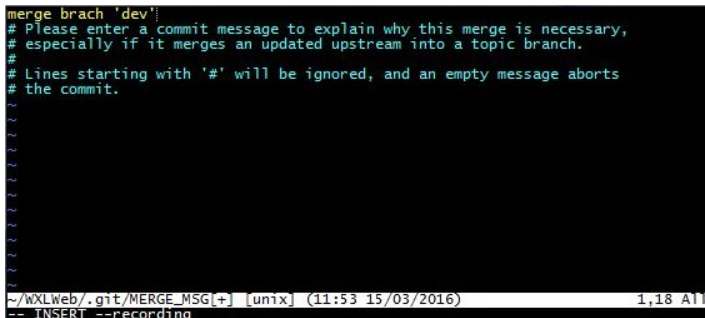 merge brach 'dev'
# Please enter a commit message to explain why this merge is necessary,
# especially if it merges an updated upstream into a topic branch.
#
# Lines starting with '#' will be ignored, and an empty message aborts
# the commit.
~
~
~
~
~
~
~
~
~
~
~
~
~
~/WXLWeb/.git/MERGE_MSG[+] [unix] (11:53 15/03/2016) 1,18 All
-- INSERT --recording